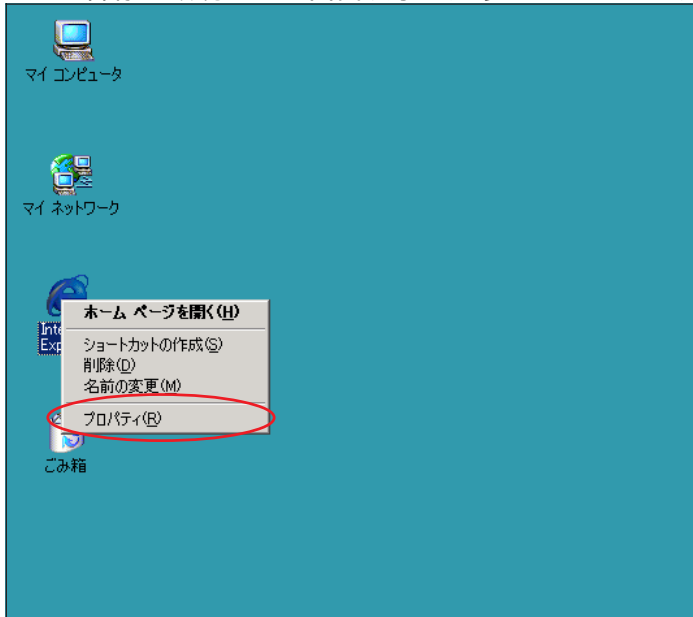 マイ コンピュータ
マイ ネットワーク
ホーム ページを開く(H)
ショートカットの作成(S)
削除(D)
名前の変更(M)
プロパティ(R)
ごみ箱